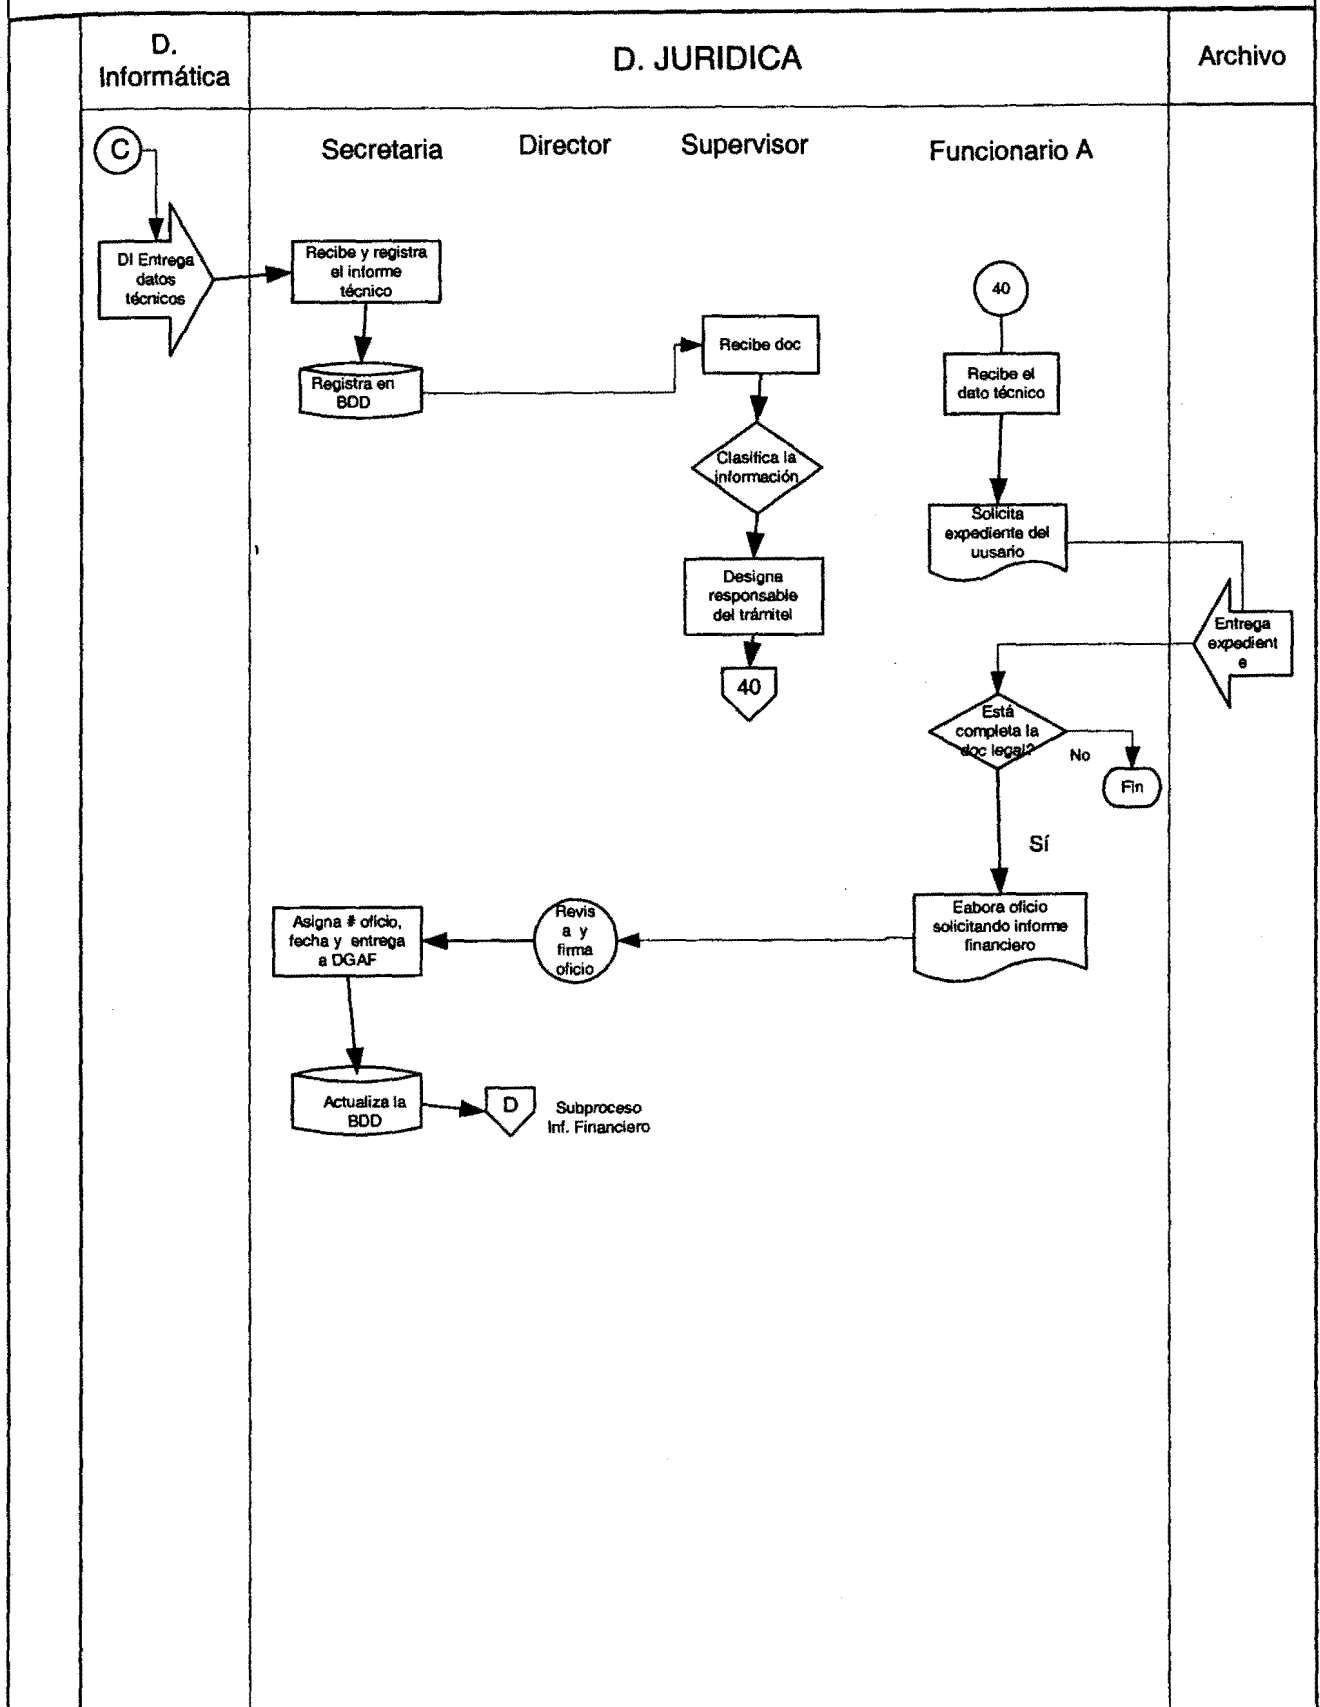 D.
Informática
D. JURIDICA
Archivo
C
Secretaria
Director
Supervisor
Funcionario A
DI Entrega
datos
técnicos
Recibe y registra
el informe
técnico
Registra en
BDD
Recibe doc
Clasifica la
información
Designa
responsable
del trámitel
40
40
Recibe el
dato técnico
Solicita
expediente del
uusario
Entrega
expedient
e
Está
completa la
doc legal?
No
Fin
Sí
Eabora oficio
solicitando informe
financiero
Revis
a y
firma
oficio
Asigna # oficio,
fecha y entrega
a DGAF
Actualiza la
BDD
D
Subproceso
Inf. Financiero